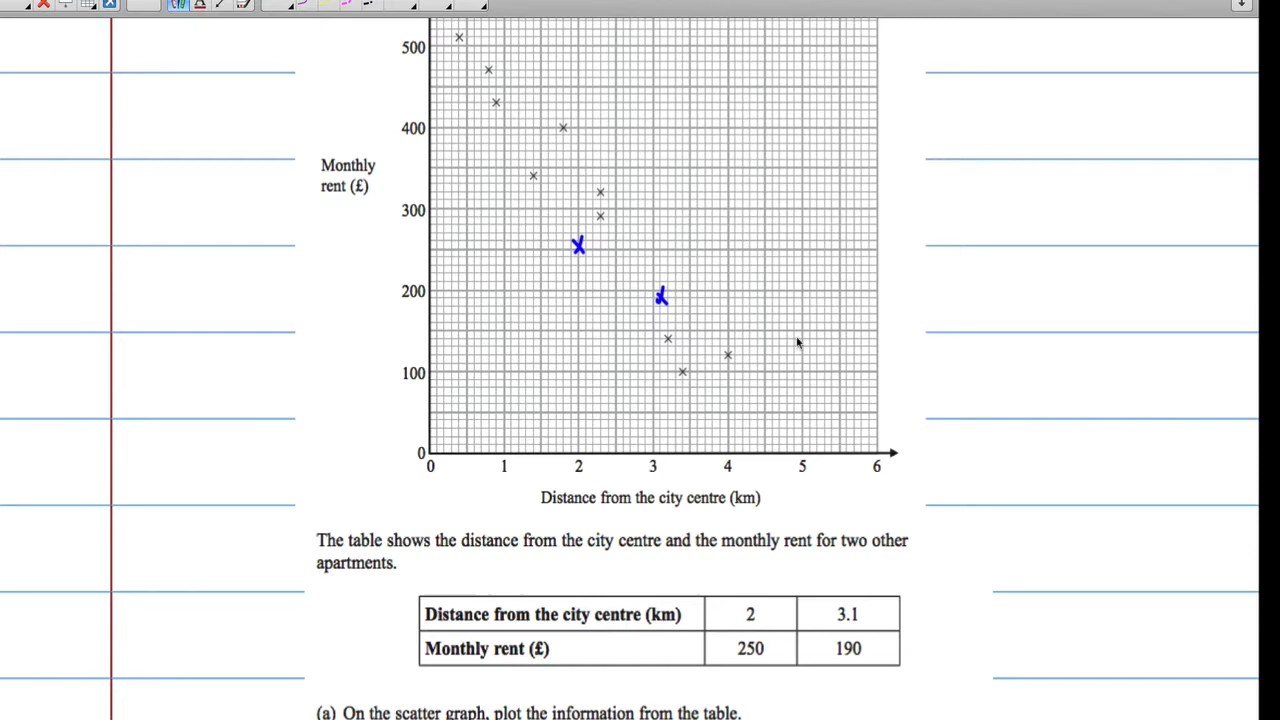 500
400
Monthly
rent (£)
300
200
100
0
0 1 2 3 4 5 6
Distance from the city centre (km)
The table shows the distance from the city centre and the monthly rent for two other
apartments.
Distance from the city centre (km) 2 3.1
Monthly rent (£) 250 190
(a) On the scatter graph, plot the information from the table.